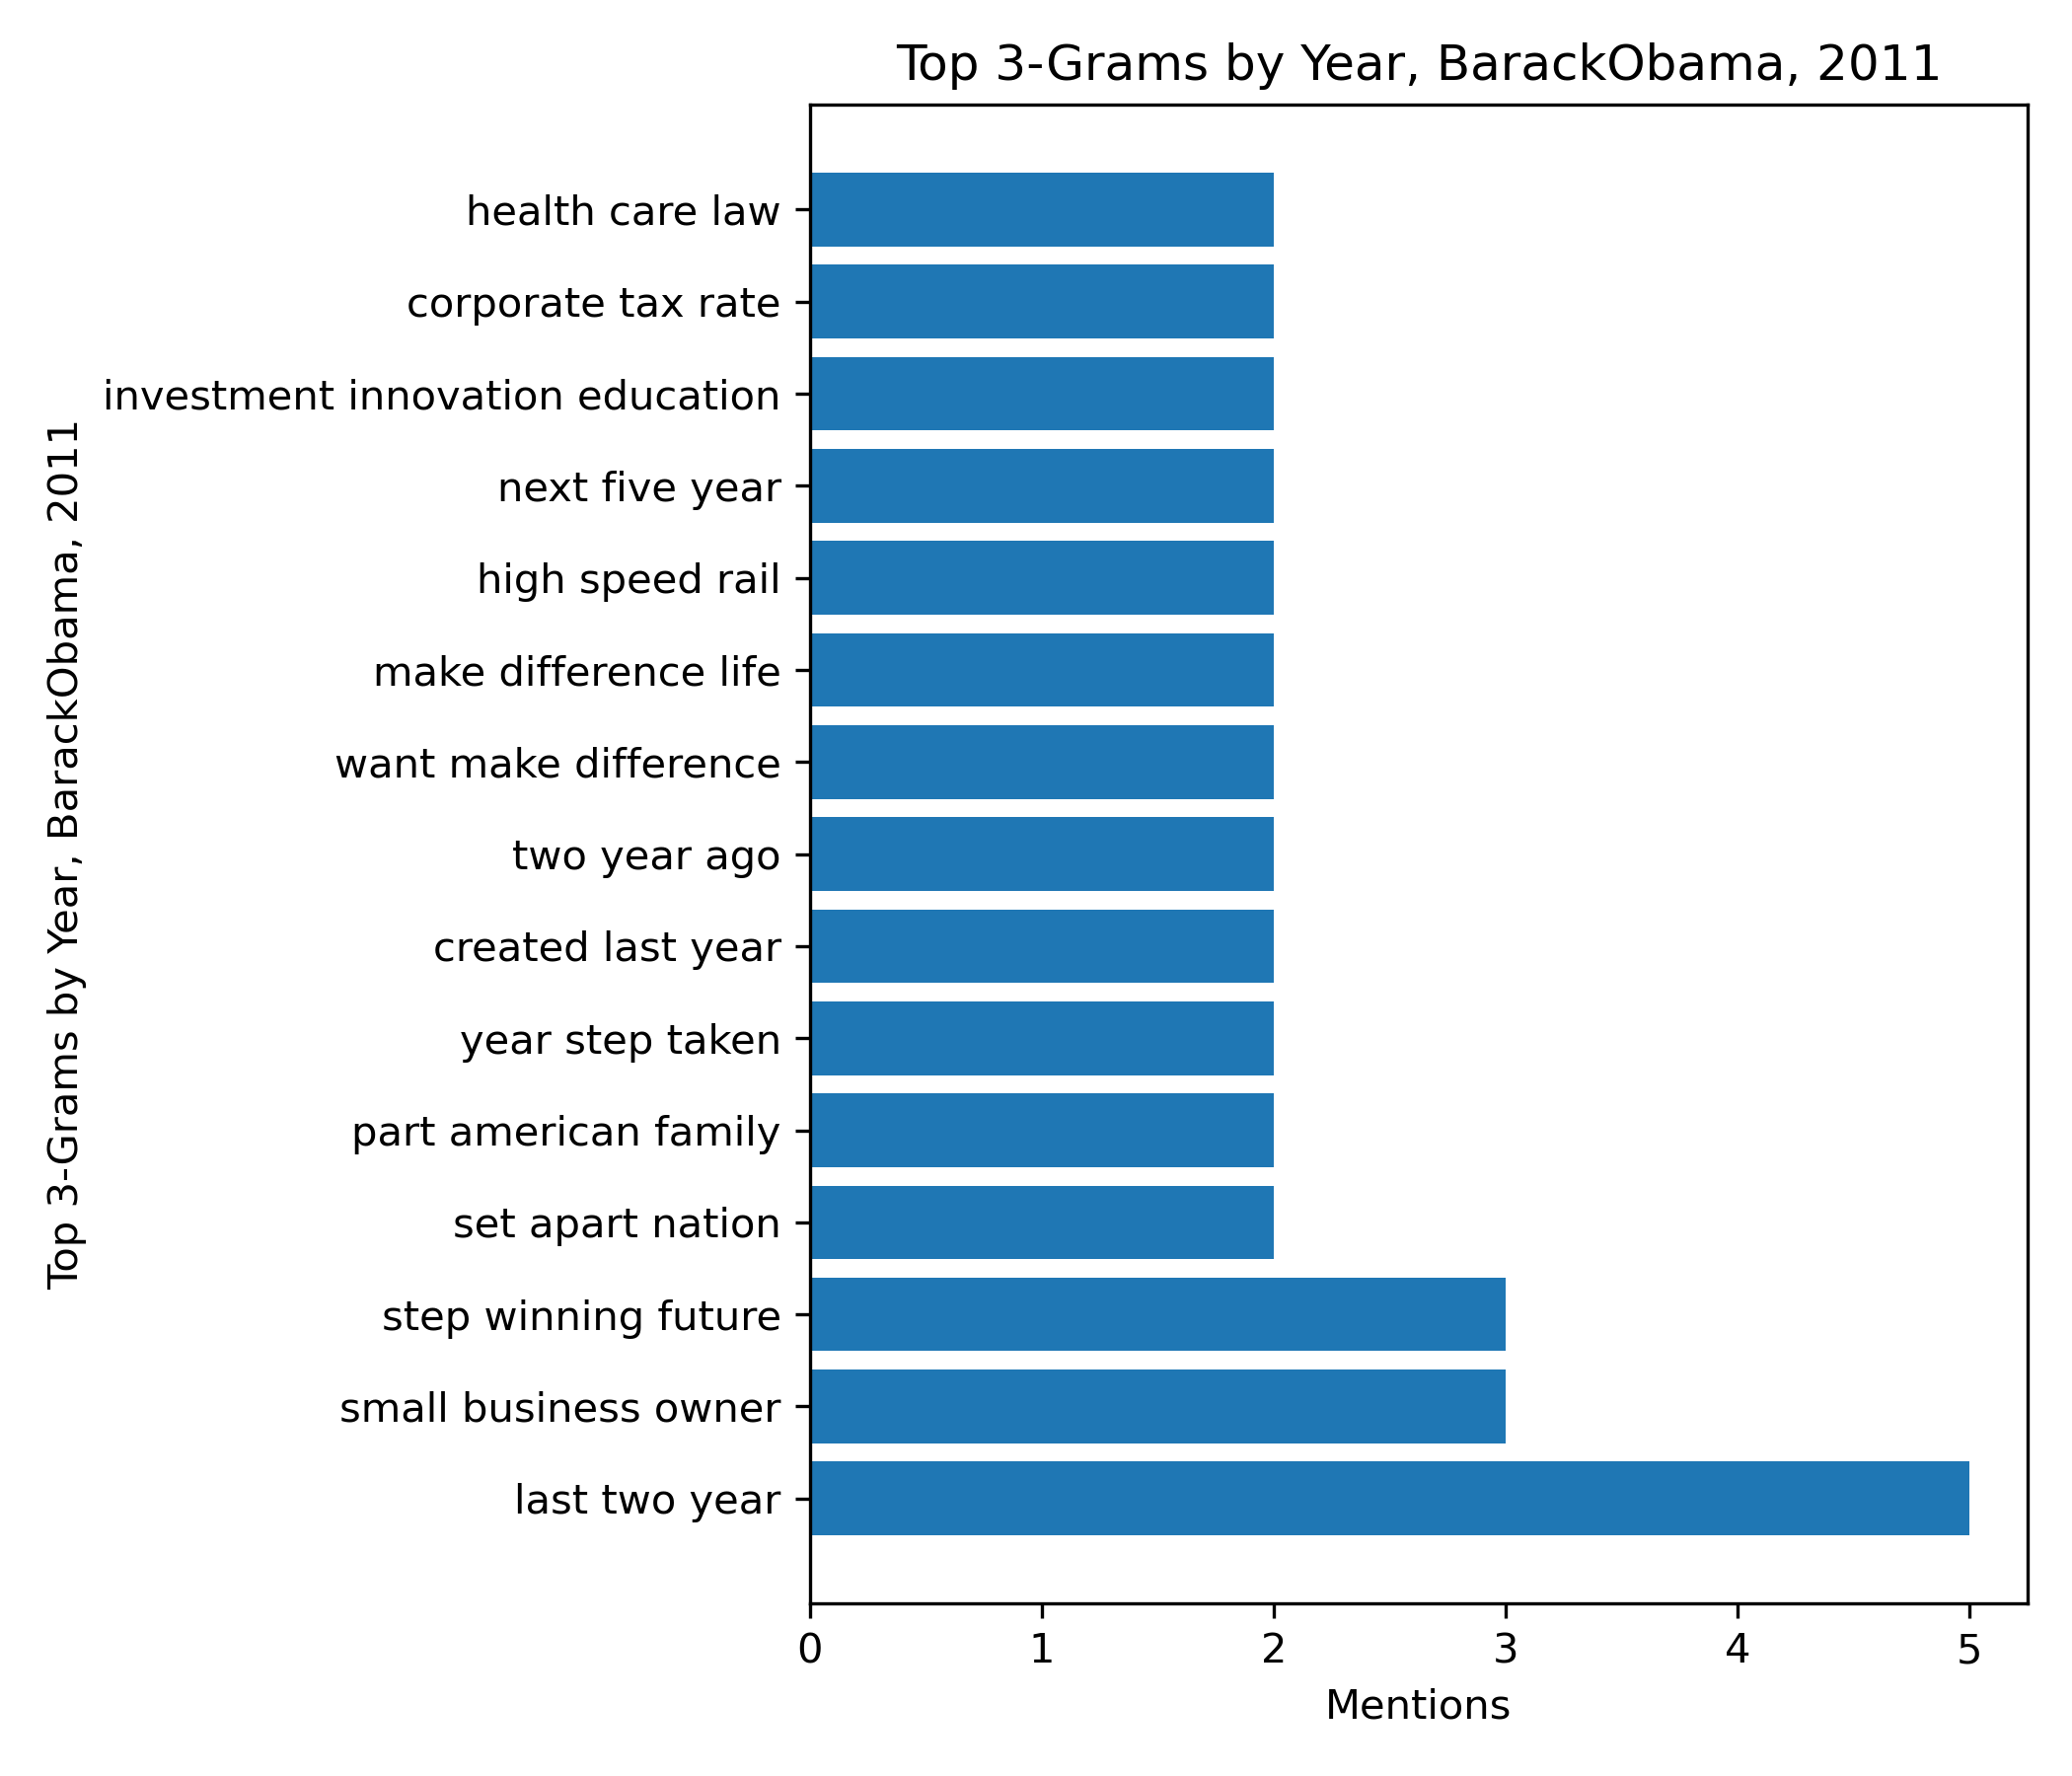 Top 3-Grams by Year, BarackObama, 2011
Top 3-Grams by Year, BarackObama, 2011
health care law
corporate tax rate
investment innovation education
next five year
high speed rail
make difference life
want make difference
two year ago
created last year
year step taken
part american family
set apart nation
step winning future
small business owner
last two year
0 1 2 3 4 5
Mentions